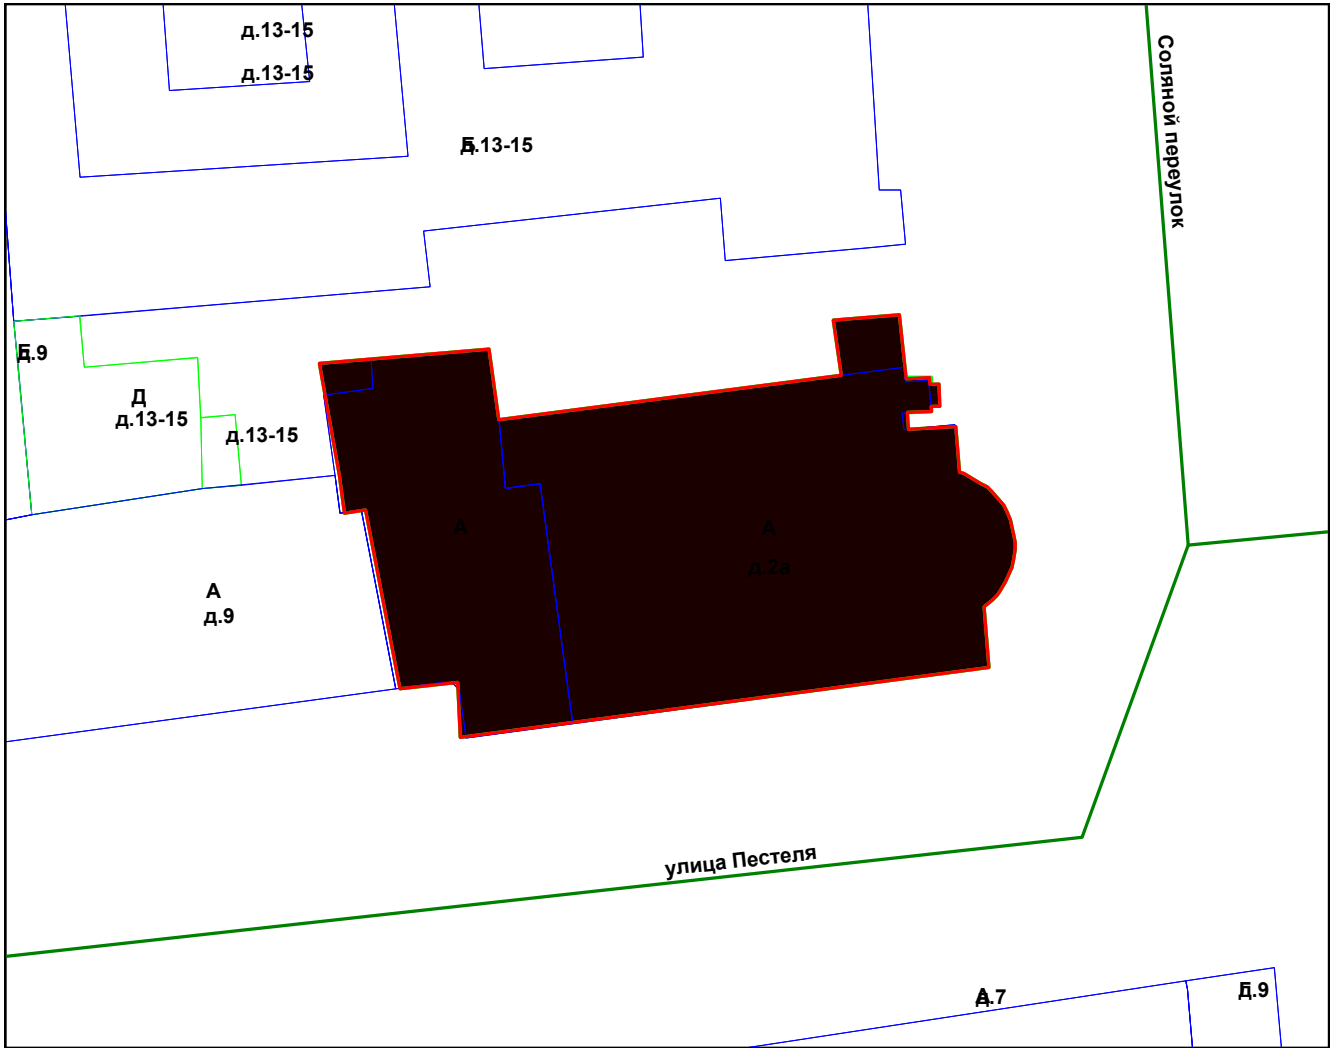 д.13-15
Соляной переулок
д.13-15
д.13-15
д.9
Д
д.13-15
д.13-15
А
А
д.2а
А
д.9
улица Пестеля
д.9
д.7